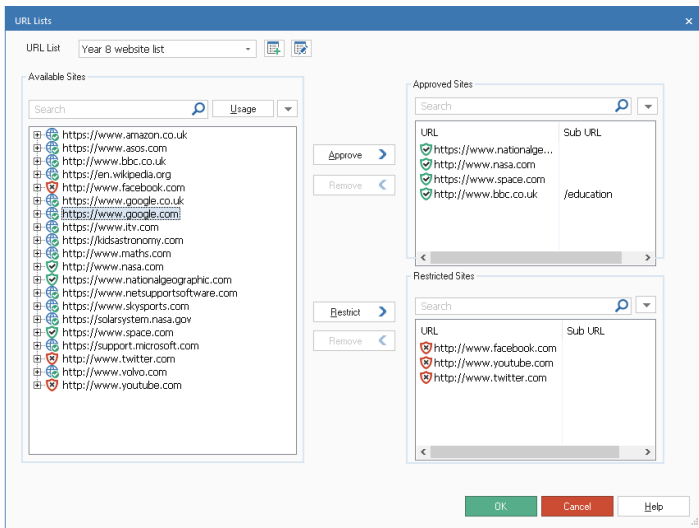 URL Lists
URL List Year 8 website list
Available Sites
Search Usage
https://www.amazon.co.uk
https://www.asos.com
http://www.bbc.co.uk
https://en.wikipedia.org
http://www.facebook.com
https://www.google.co.uk
https://www.google.com
https://www.itv.com
https://kidsastronomy.com
http://www.maths.com
http://www.nasa.com
https://www.nationalgeographic.com
https://www.netsupportsoftware.com
https://www.skysports.com
https://solarsystem.nasa.gov
https://www.space.com
https://support.microsoft.com
http://www.twitter.com
http://www.volvo.com
http://www.youtube.com
Approve
Remove
Restrict
Remove
Approved Sites
Search
URL Sub URL
https://www.nationalge...
http://www.nasa.com
https://www.space.com
http://www.bbc.co.uk /education
Restricted Sites
Search
URL Sub URL
http://www.facebook.com
http://www.youtube.com
http://www.twitter.com
OK Cancel Help